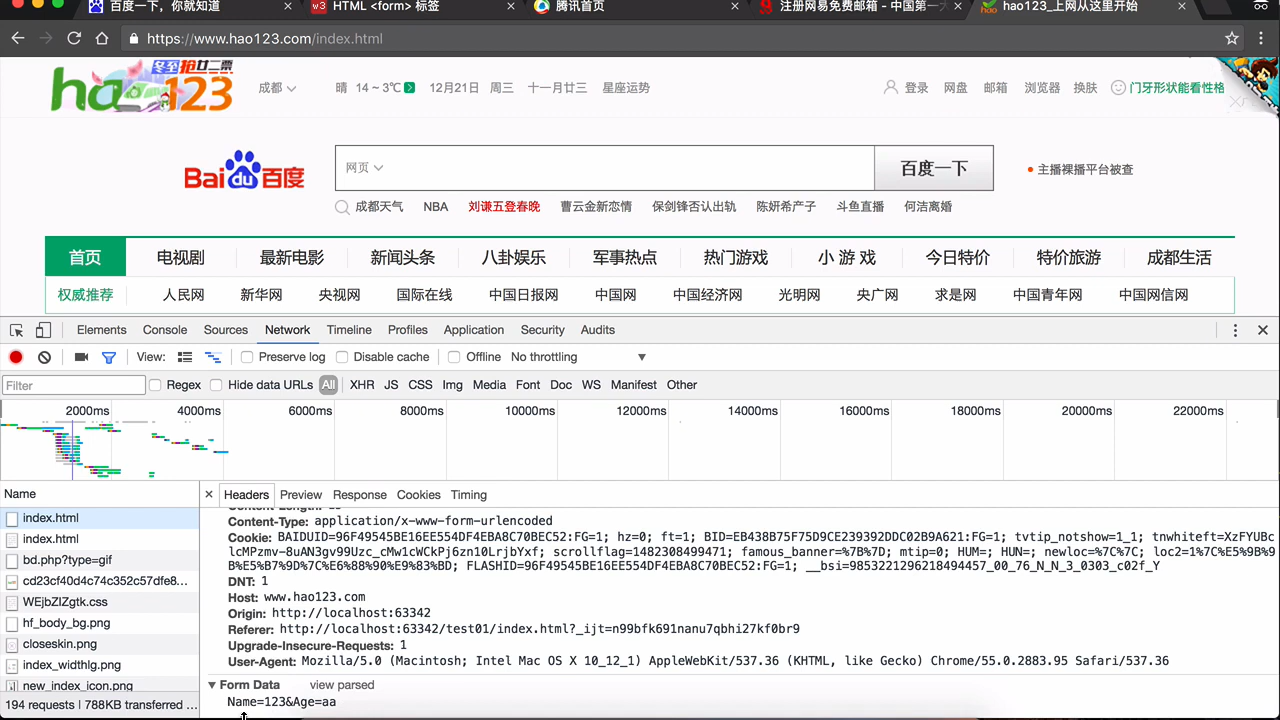 百度一下，你就知道
HTML <form> 标签
腾讯首页
注册网易免费邮箱 - 中国第一大
hao123_上网从这里开始
https://www.hao123.com/index.html
hao123
冬至抢廿二票
成都
晴 14 ~ 3℃
12月21日 周三 十一月廿三 星座运势
登录 网盘 邮箱 浏览器 换肤 门牙形状能看性格
Bai du 百度
网页
百度一下
主播裸播平台被查
成都天气 NBA 刘谦五登春晚 曹云金新恋情 保剑锋否认出轨 陈妍希产子 斗鱼直播 何洁离婚
首页 电视剧 最新电影 新闻头条 八卦娱乐 军事热点 热门游戏 小 游 戏 今日特价 特价旅游 成都生活
权威推荐 人民网 新华网 央视网 国际在线 中国日报网 中国网 中国经济网 光明网 央广网 求是网 中国青年网 中国网信网
Elements Console Sources Network Timeline Profiles Application Security Audits
View: Preserve log Disable cache Offline No throttling
Filter Regex Hide data URLs All XHR JS CSS Img Media Font Doc WS Manifest Other
2000ms 4000ms 6000ms 8000ms 10000ms 12000ms 14000ms 16000ms 18000ms 20000ms 22000ms
Name
index.html
index.html
bd.php?type=gif
cd23cf40d4c74c352c57dfe8...
WEjbZIZgtk.css
hf_body_bg.png
closeskin.png
index_widthlg.png
new_index_icon.png
194 requests | 788KB transferred ...
Headers Preview Response Cookies Timing
Content-Type: application/x-www-form-urlencoded
Cookie: BAIDUID=96F49545BE16EE554DF4EBA8C70BEC52:FG=1; hz=0; ft=1; BID=EB438B75F75D9CE239392DDC02B9A621:FG=1; tvtip_notshow=1_1; tnwhiteft=XzFYUBc
lcMPzmv-8uAN3gv99Uzc_cMw1cWCkPj6zn10LrjbYxf; scrollflag=1482308499471; famous_banner=%7B%7D; mtip=0; HUM=; HUN=; newloc=%7C%7C; loc2=1%7C%E5%9B%9
B%E5%B7%9D%7C%E6%88%90%E9%83%BD; FLASHID=96F49545BE16EE554DF4EBA8C70BEC52:FG=1; __bsi=9853221296218494457_00_76_N_N_3_0303_c02f_Y
DNT: 1
Host: www.hao123.com
Origin: http://localhost:63342
Referer: http://localhost:63342/test01/index.html?_ijt=n99bfk691nanu7qbhi27kf0br9
Upgrade-Insecure-Requests: 1
User-Agent: Mozilla/5.0 (Macintosh; Intel Mac OS X 10_12_1) AppleWebKit/537.36 (KHTML, like Gecko) Chrome/55.0.2883.95 Safari/537.36
Form Data view parsed
Name=123&Age=aa